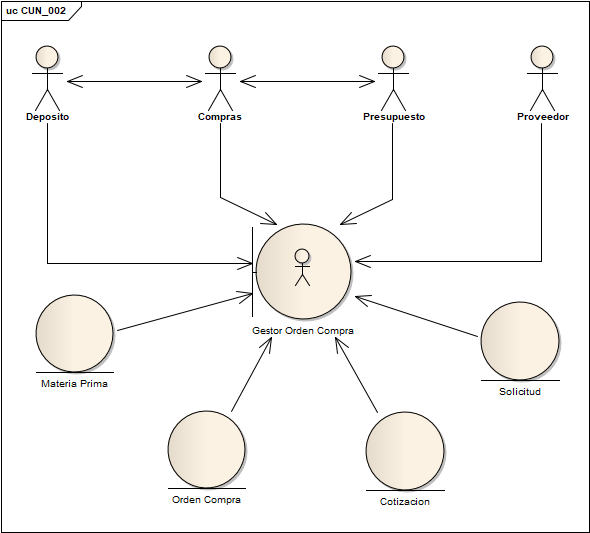 uc CUN_002
Deposito
Compras
Presupuesto
Proveedor
Gestor Orden Compra
Materia Prima
Solicitud
Orden Compra
Cotizacion